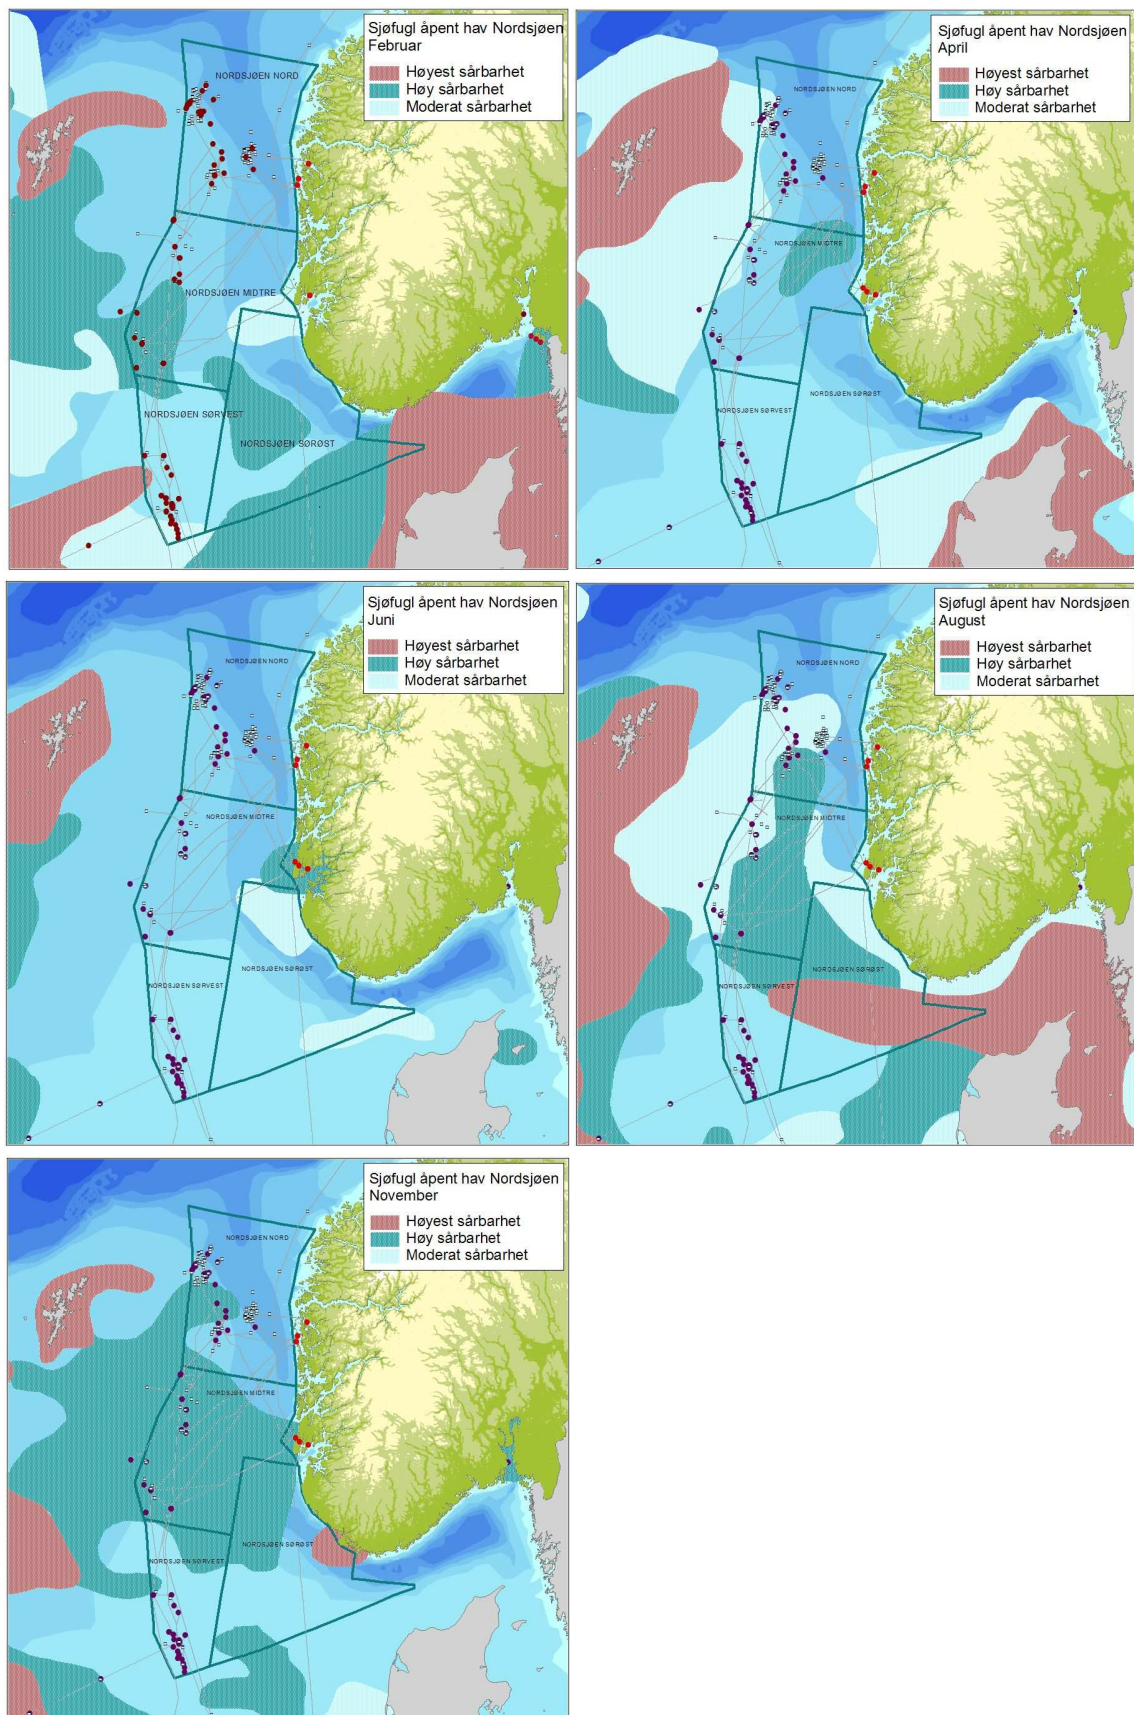 Sjøfugl åpent hav Nordsjøen
Februar
Høyest sårbarhet
Høy sårbarhet
Moderat sårbarhet
NORDSJØEN NORD
NORDSJØEN MIDTRE
NORDSJØEN SØRVEST
NORDSJØEN SØRØST
Sjøfugl åpent hav Nordsjøen
April
Høyest sårbarhet
Høy sårbarhet
Moderat sårbarhet
NORDSJØEN NORD
NORDSJØEN MIDTRE
NORDSJØEN SØRVEST
NORDSJØEN SØRØST
Sjøfugl åpent hav Nordsjøen
Juni
Høyest sårbarhet
Høy sårbarhet
Moderat sårbarhet
NORDSJØEN NORD
NORDSJØEN MIDTRE
NORDSJØEN SØRØST
NORDSJØEN SØRVEST
Sjøfugl åpent hav Nordsjøen
August
Høyest sårbarhet
Høy sårbarhet
Moderat sårbarhet
NORDSJØEN NORD
NORDSJØEN MIDTRE
NORDSJØEN SØRØST
NORDSJØEN SØRVEST
Sjøfugl åpent hav Nordsjøen
November
Høyest sårbarhet
Høy sårbarhet
Moderat sårbarhet
NORDSJØEN NORD
NORDSJØEN MIDTRE
NORDSJØEN SØRØST
NORDSJØEN SØRVEST